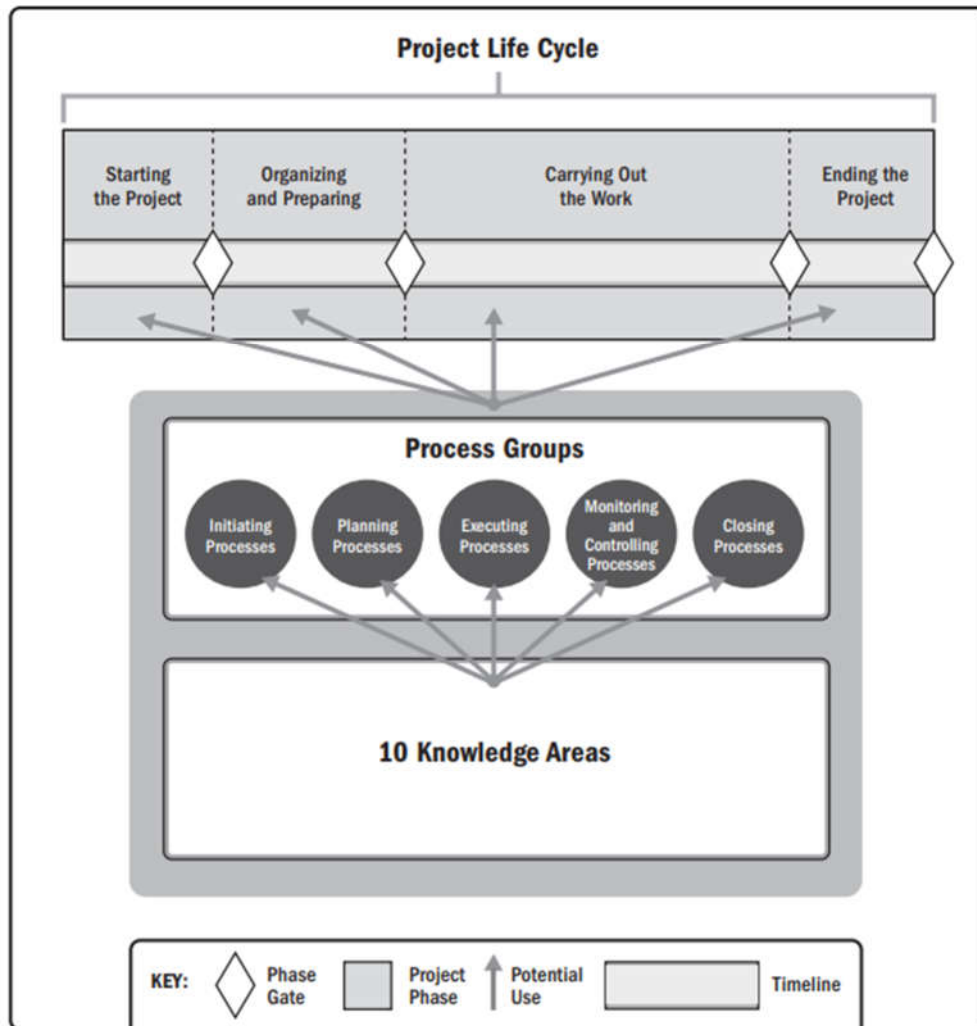 Project Life Cycle
Starting
the Project
Organizing
and Preparing
Carrying Out
the Work
Ending the
Project
Process Groups
Initiating
Processes
Planning
Processes
Executing
Processes
Monitoring
and
Controlling
Processes
Closing
Processes
10 Knowledge Areas
KEY:
Phase
Gate
Project
Phase
Potential
Use
Timeline